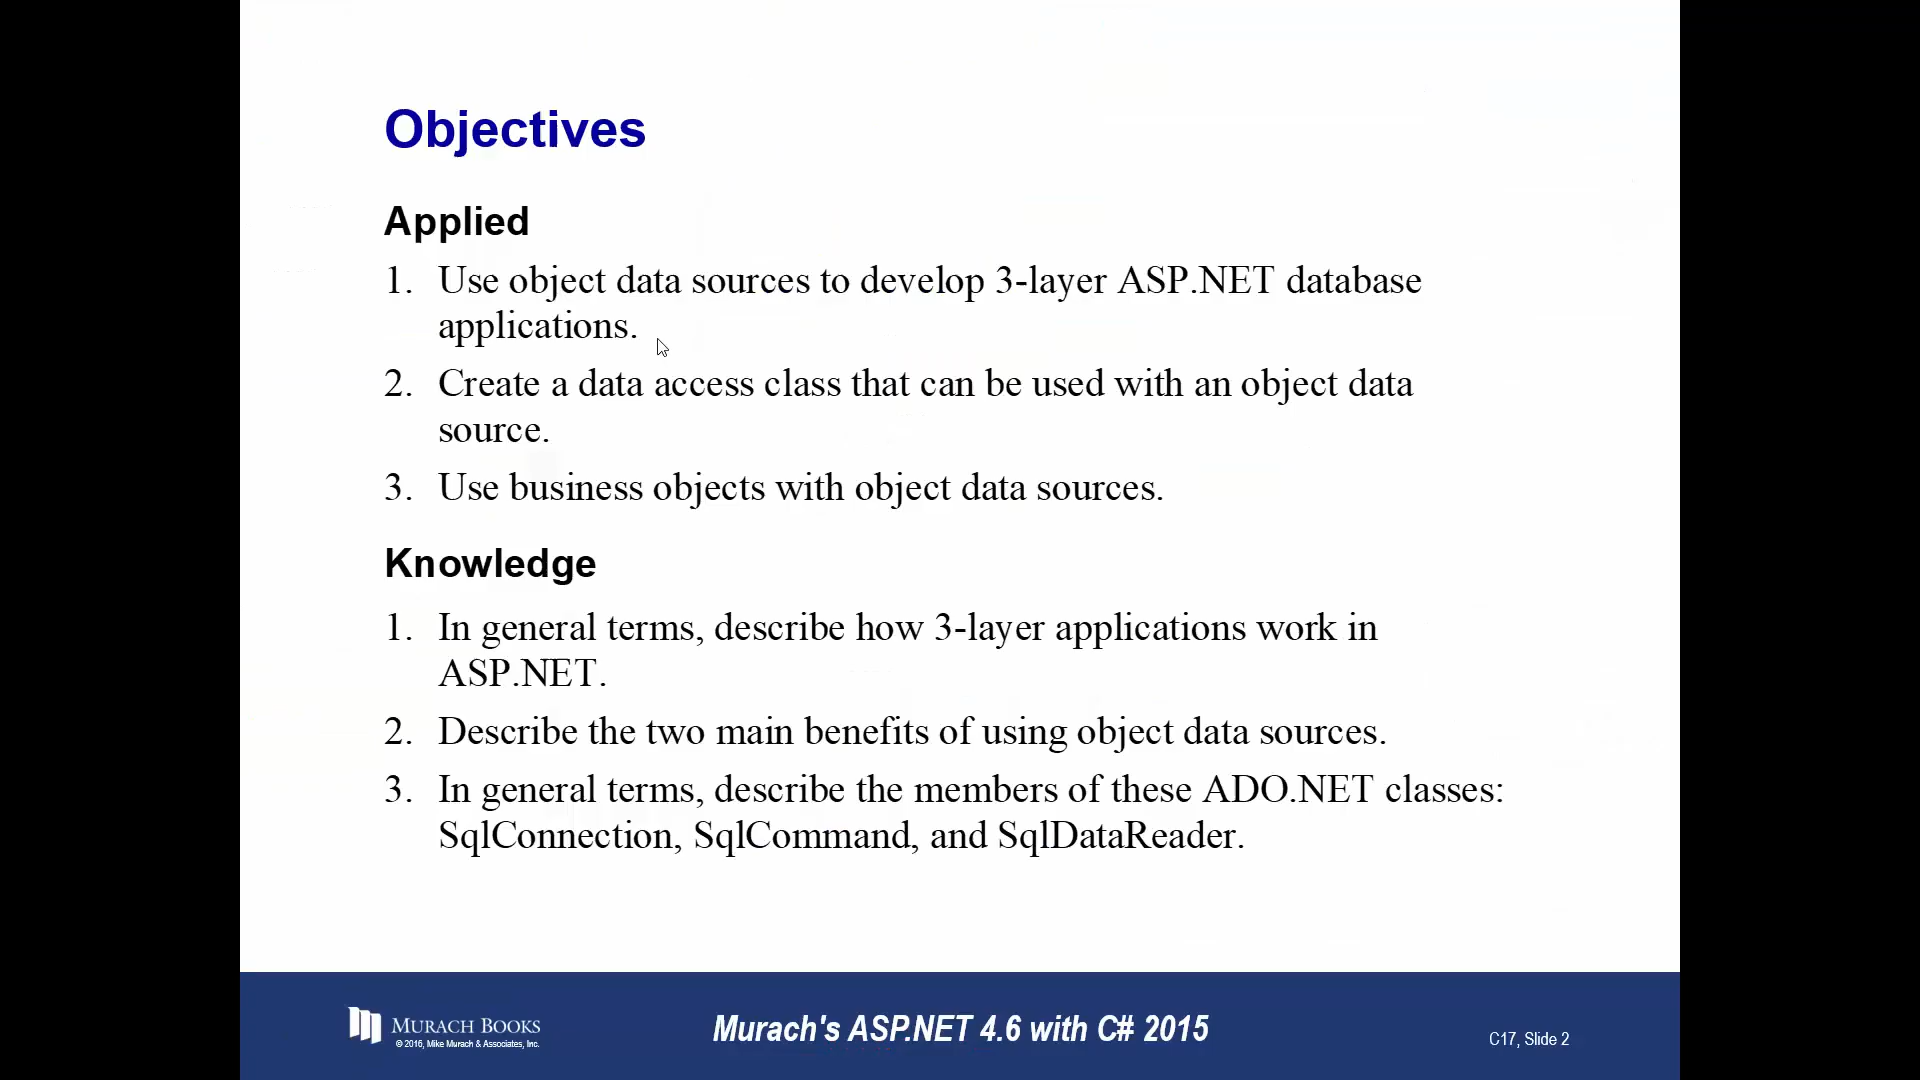 Objectives
Applied
1. Use object data sources to develop 3-layer ASP.NET database
applications.
2. Create a data access class that can be used with an object data
source.
3. Use business objects with object data sources.
Knowledge
1. In general terms, describe how 3-layer applications work in
ASP.NET.
2. Describe the two main benefits of using object data sources.
3. In general terms, describe the members of these ADO.NET classes:
SqlConnection, SqlCommand, and SqlDataReader.
MURACH BOOKS
© 2016, Mike Murach & Associates, Inc.
Murach's ASP.NET 4.6 with C# 2015
C17, Slide 2